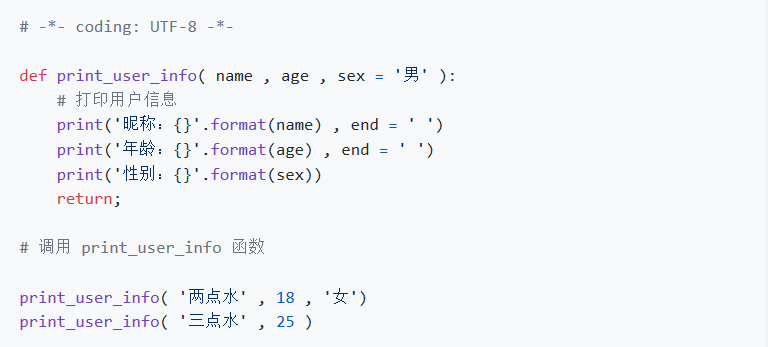 # -*- coding: UTF-8 -*-
def print_user_info( name , age , sex = '男' ):
# 打印用户信息
print('昵称：{}'.format(name) , end = ' ')
print('年龄：{}'.format(age) , end = ' ')
print('性别：{}'.format(sex))
return;
# 调用 print_user_info 函数
print_user_info( '两点水' , 18 , '女')
print_user_info( '三点水' , 25 )